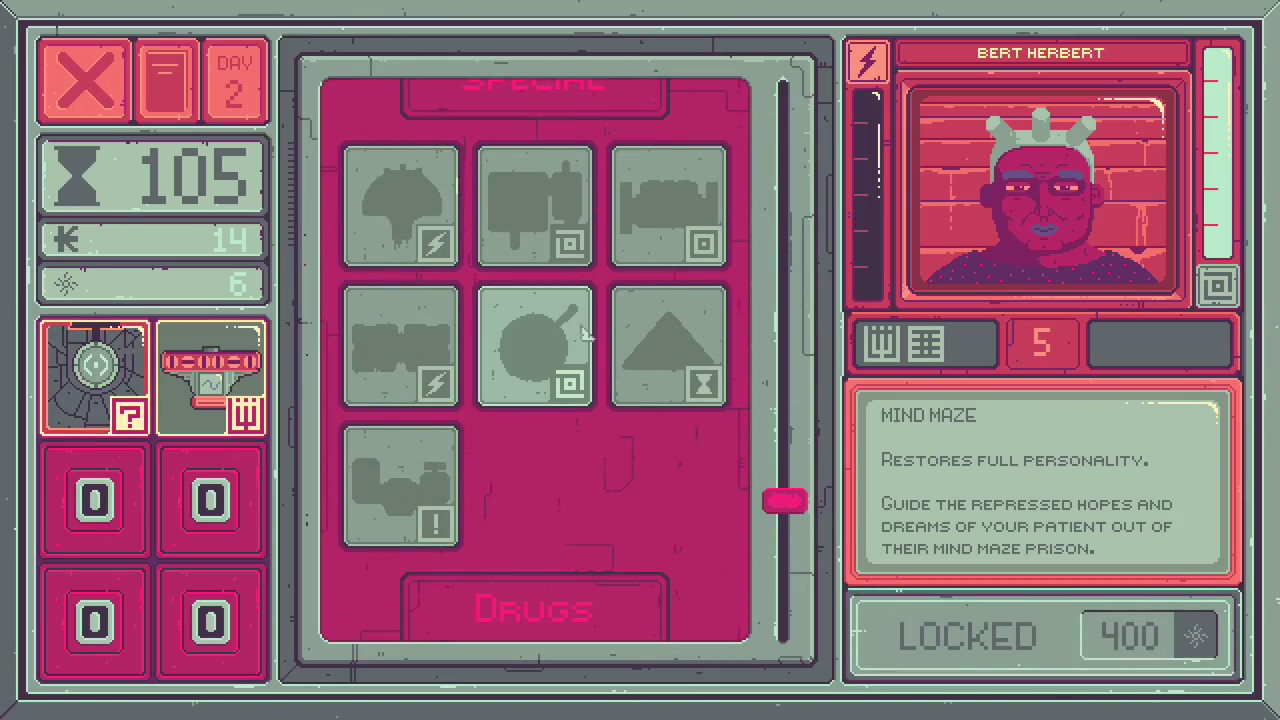 DAY
2
105
14
6
?
0
0
0
0
SPECIAL
!
DRUGS
BERT HERBERT
5
MIND MAZE
RESTORES FULL PERSONALITY.
GUIDE THE REPRESSED HOPES AND
DREAMS OF YOUR PATIENT OUT OF
THEIR MIND MAZE PRISON.
LOCKED
400